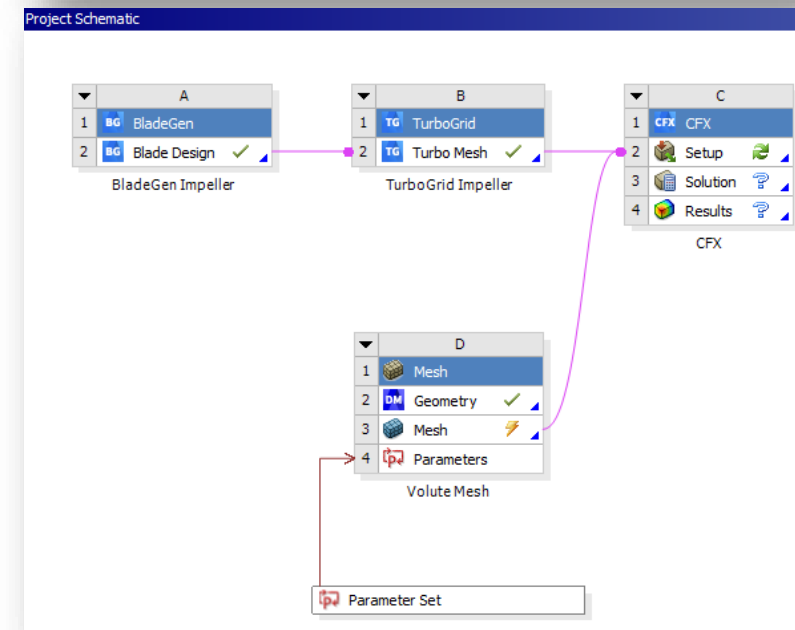 Project Schematic
A
1 BG BladeGen
2 BG Blade Design
BladeGen Impeller
B
1 TG TurboGrid
2 TG Turbo Mesh
TurboGrid Impeller
C
1 CFX CFX
2 Setup
3 Solution
4 Results
CFX
D
1 Mesh
2 DM Geometry
3 Mesh
4 Parameters
Volute Mesh
Parameter Set